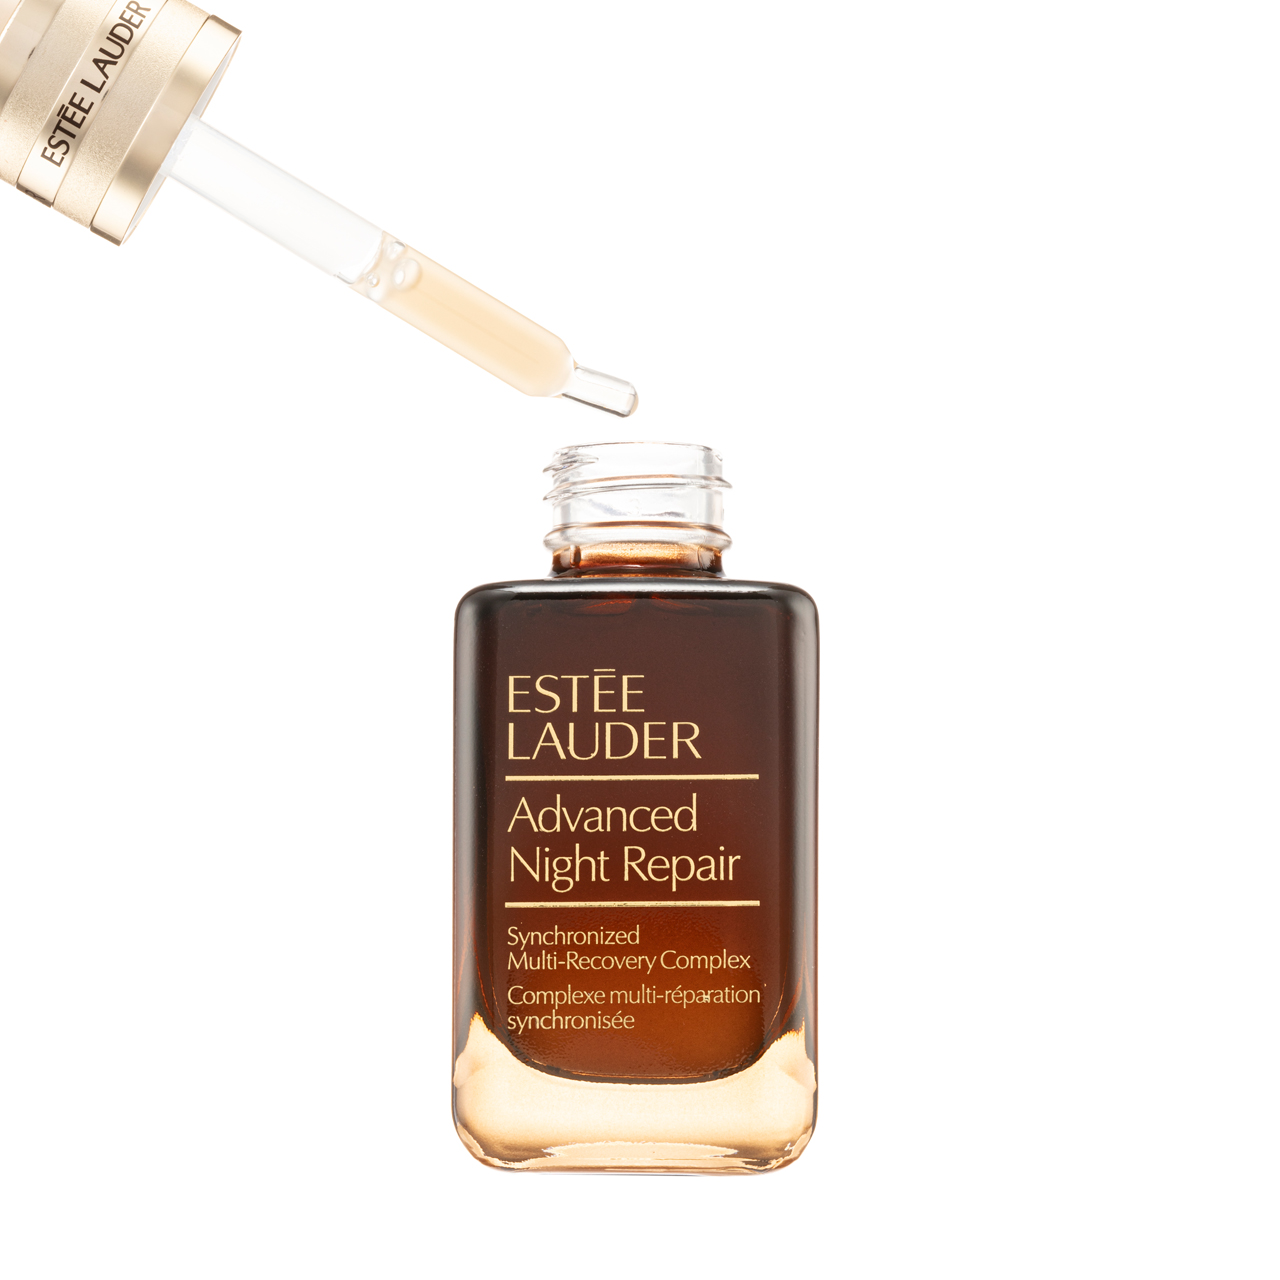 ESTĒE LAUDER
ESTĒE
LAUDER
Advanced
Night Repair
Synchronized
Multi-Recovery Complex
Complexe multi-réparation
synchronisée